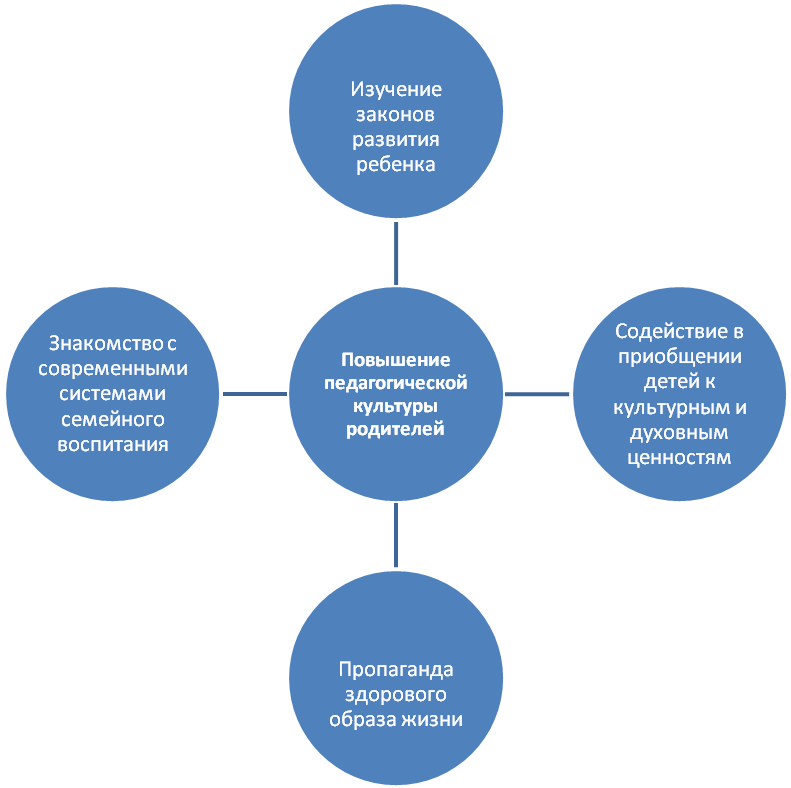 Изучение
законов
развития
ребенка
Знакомство с
современными
системами
семейного
воспитания
Повышение
педагогической
культуры
родителей
Содействие в
приобщении
детей к
культурным и
духовным
ценностям
Пропаганда
здорового
образа жизни